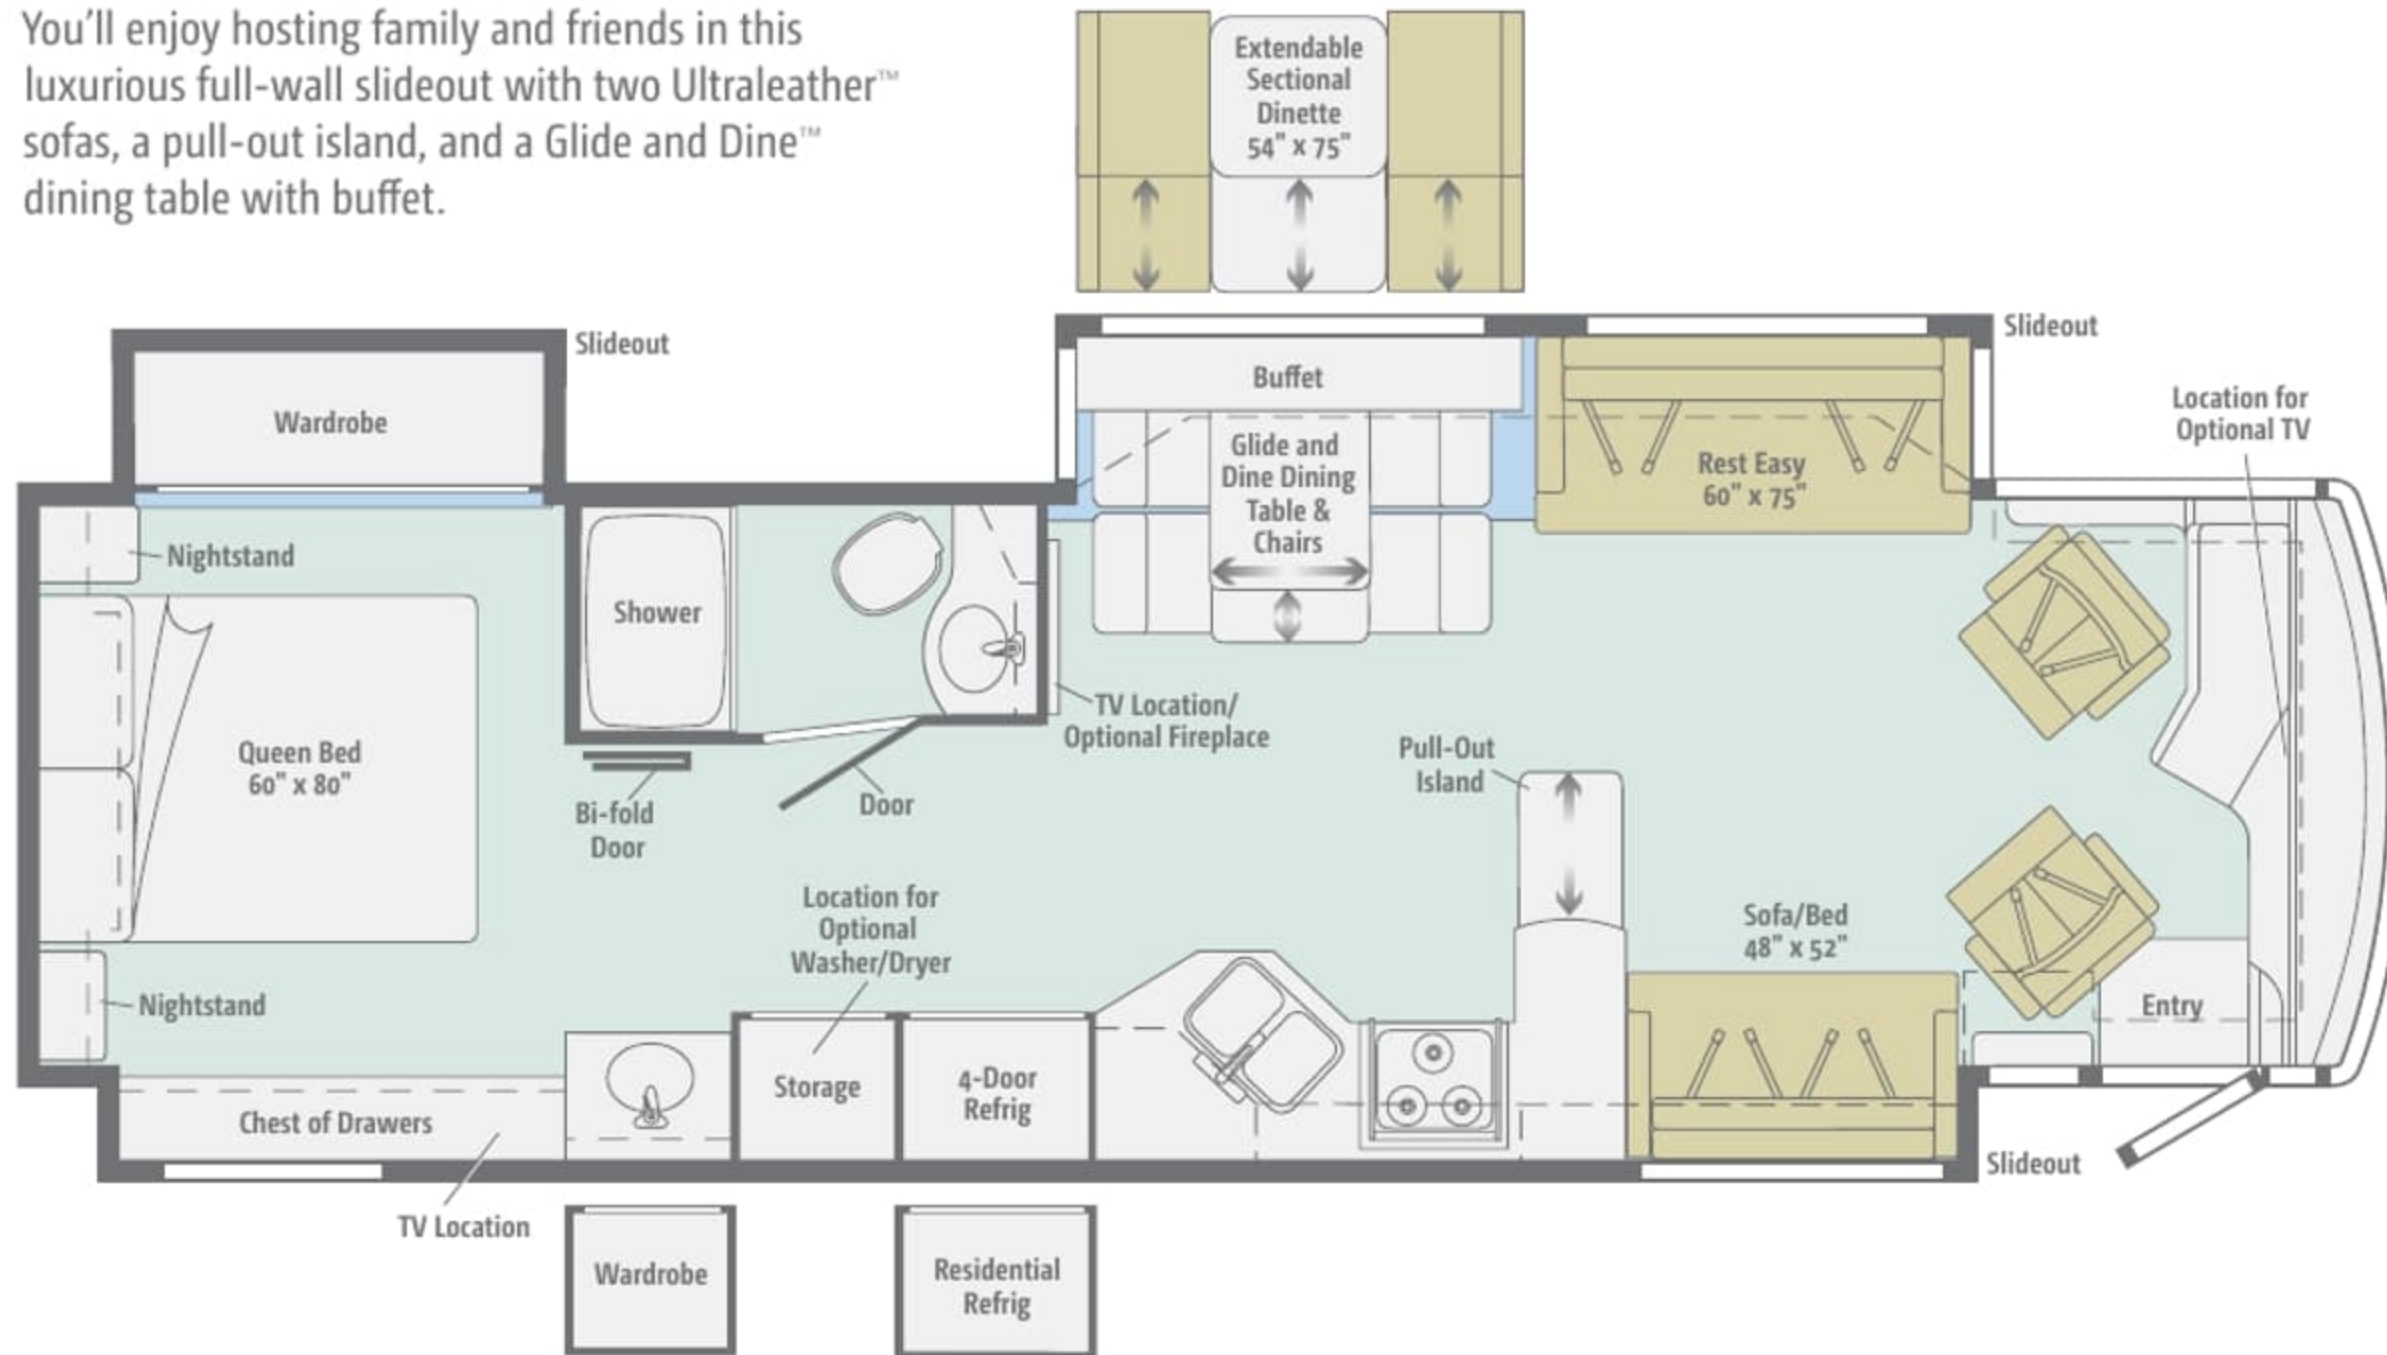 You'll enjoy hosting family and friends in this
luxurious full-wall slideout with two Ultraleather™
sofas, a pull-out island, and a Glide and Dine™
dining table with buffet.
Extendable
Sectional
Dinette
54" x 75"
Slideout
Slideout
Wardrobe
Buffet
Location for
Optional TV
Glide and
Dine Dining
Table &
Chairs
Rest Easy
60" x 75"
Nightstand
Shower
TV Location/
Optional Fireplace
Queen Bed
60" x 80"
Pull-Out
Island
Bi-fold
Door
Door
Location for
Optional
Washer/Dryer
Sofa/Bed
48" x 52"
Nightstand
Entry
Storage
4-Door
Refrig
Chest of Drawers
Slideout
TV Location
Wardrobe
Residential
Refrig